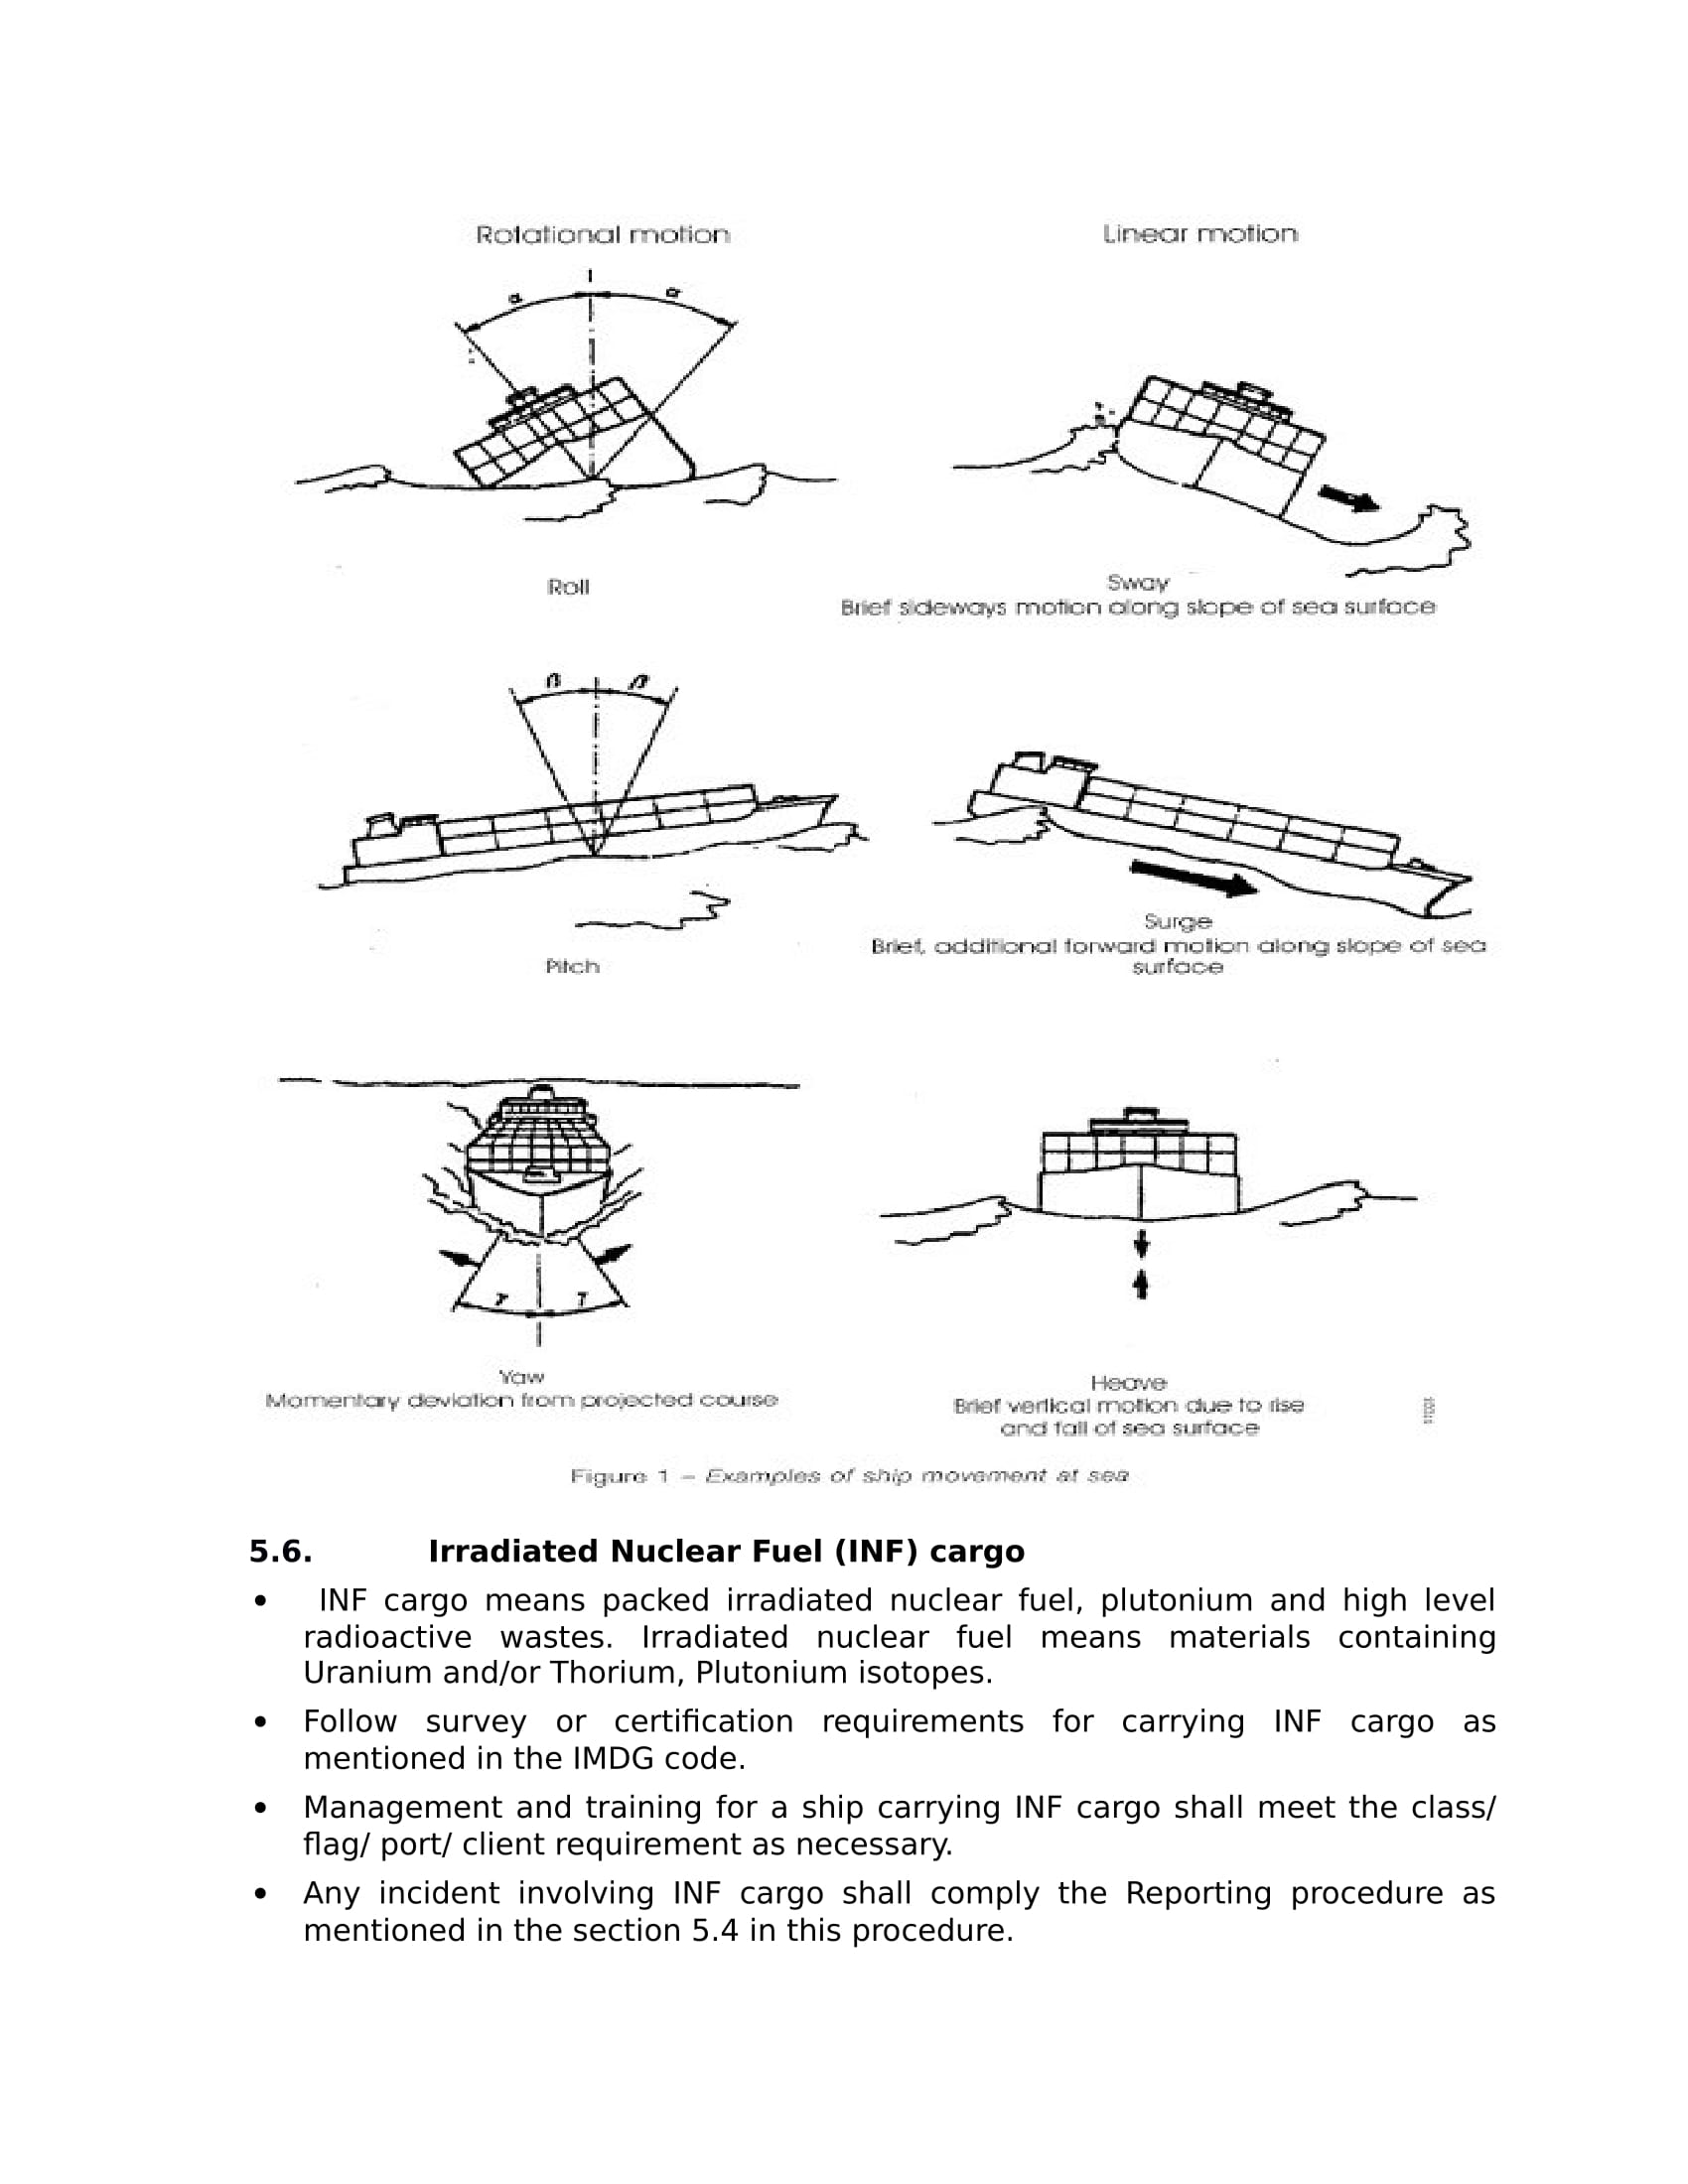 Rotational motion
Linear motion
α α
Roll
Sway
Brief sideways motion along slope of sea surface
β β
Pitch
Surge
Brief, additional forward motion along slope of sea
surface
γ γ
Yaw
Momentary deviation from projected course
Heave
Brief vertical motion due to rise
and fall of sea surface
Figure 1 – Examples of ship movement at sea
5.6. Irradiated Nuclear Fuel (INF) cargo
• INF cargo means packed irradiated nuclear fuel, plutonium and high level
radioactive wastes. Irradiated nuclear fuel means materials containing
Uranium and/or Thorium, Plutonium isotopes.
• Follow survey or certification requirements for carrying INF cargo as
mentioned in the IMDG code.
• Management and training for a ship carrying INF cargo shall meet the class/
flag/ port/ client requirement as necessary.
• Any incident involving INF cargo shall comply the Reporting procedure as
mentioned in the section 5.4 in this procedure.